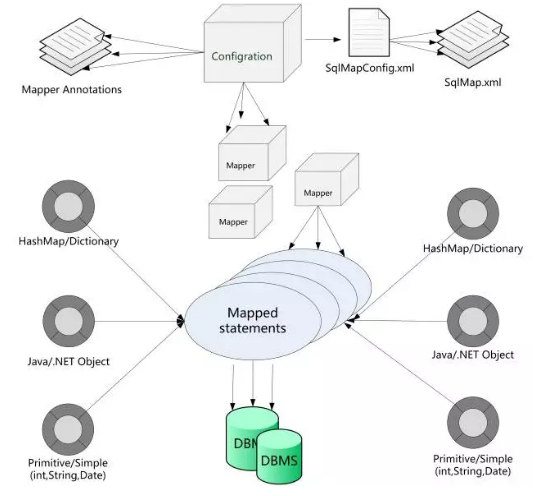 Configration
SqlMapConfig.xml
SqlMap.xml
Mapper Annotations
Mapper
Mapper
Mapper
HashMap/Dictionary
HashMap/Dictionary
Mapped
statements
Java/.NET Object
Java/.NET Object
DBMS
Primitive/Simple
(int,String,Date)
Primitive/Simple
(int,String,Date)